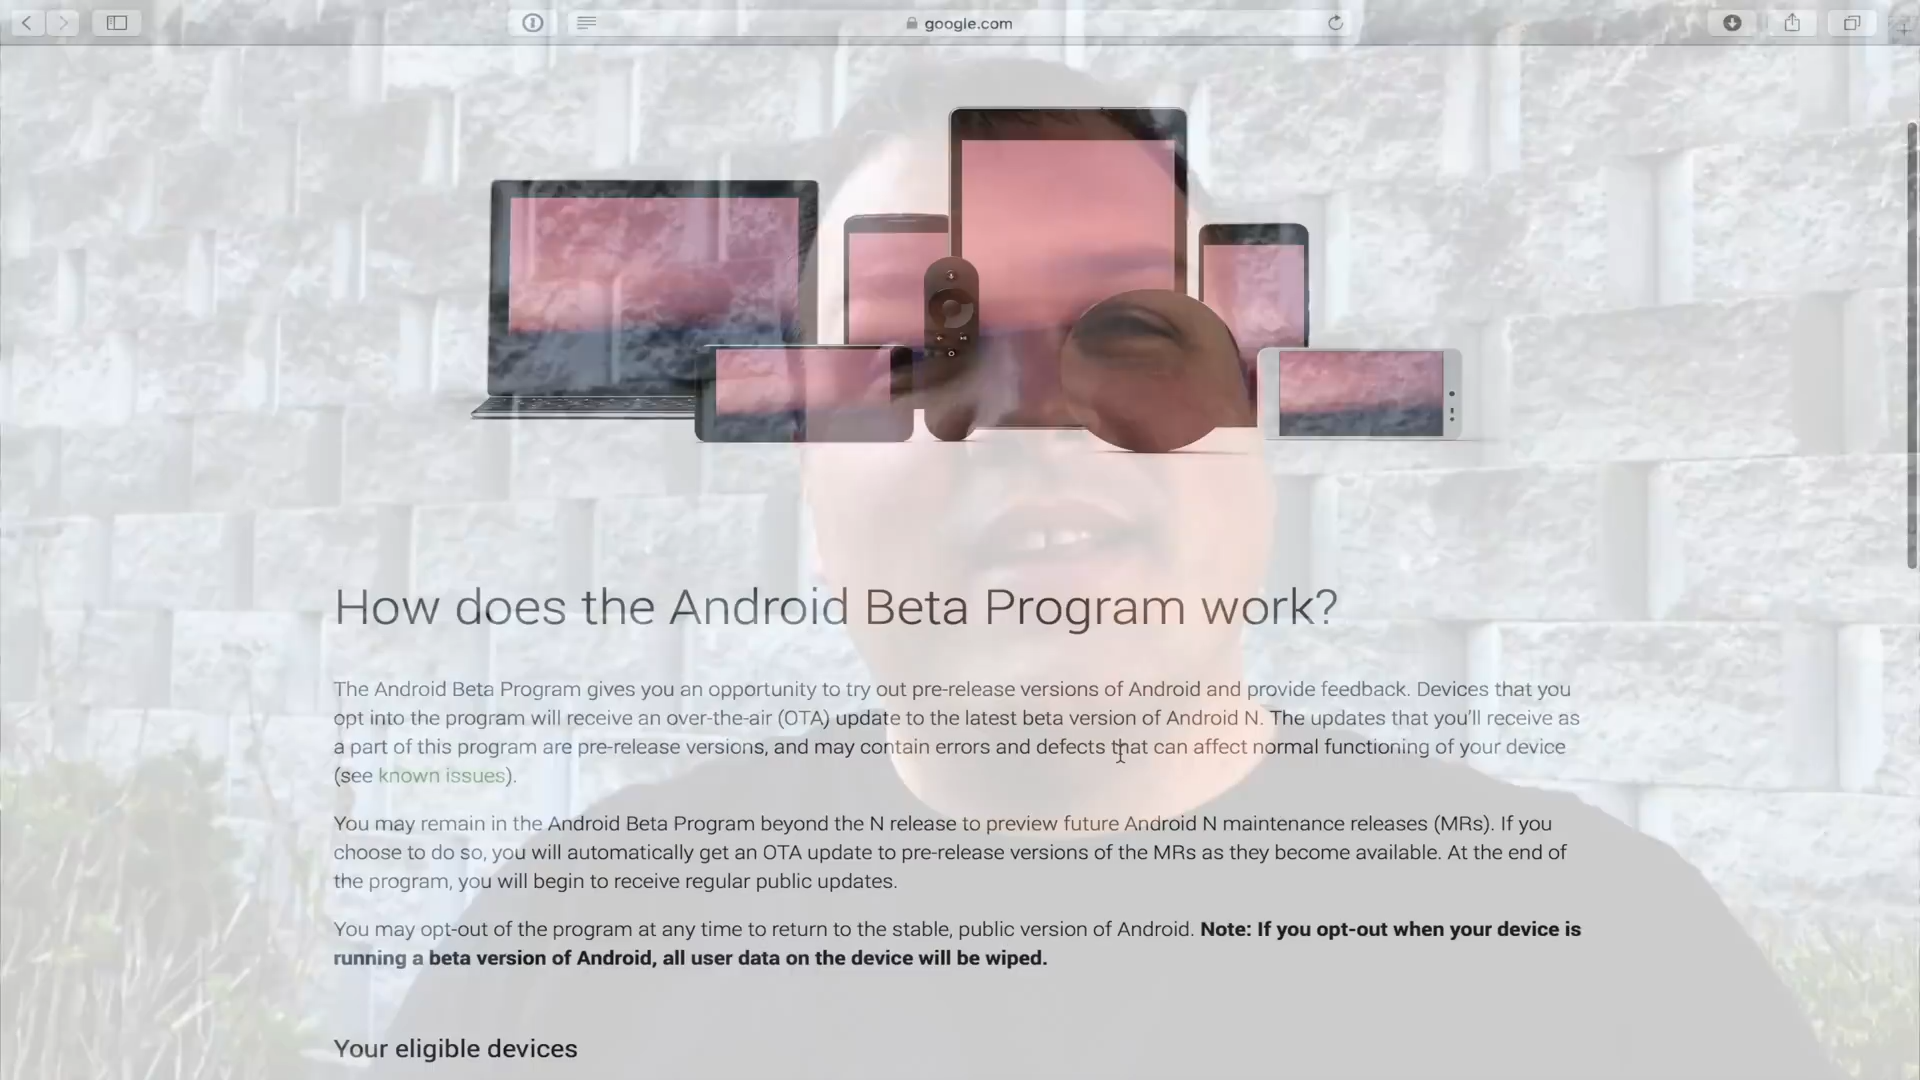 google.com
How does the Android Beta Program work?
The Android Beta Program gives you an opportunity to try out pre-release versions of Android and provide feedback. Devices that you
opt into the program will receive an over-the-air (OTA) update to the latest beta version of Android N. The updates that you'll receive as
a part of this program are pre-release versions, and may contain errors and defects that can affect normal functioning of your device
(see known issues).
You may remain in the Android Beta Program beyond the N release to preview future Android N maintenance releases (MRs). If you
choose to do so, you will automatically get an OTA update to pre-release versions of the MRs as they become available. At the end of
the program, you will begin to receive regular public updates.
You may opt-out of the program at any time to return to the stable, public version of Android. Note: If you opt-out when your device is
running a beta version of Android, all user data on the device will be wiped.
Your eligible devices